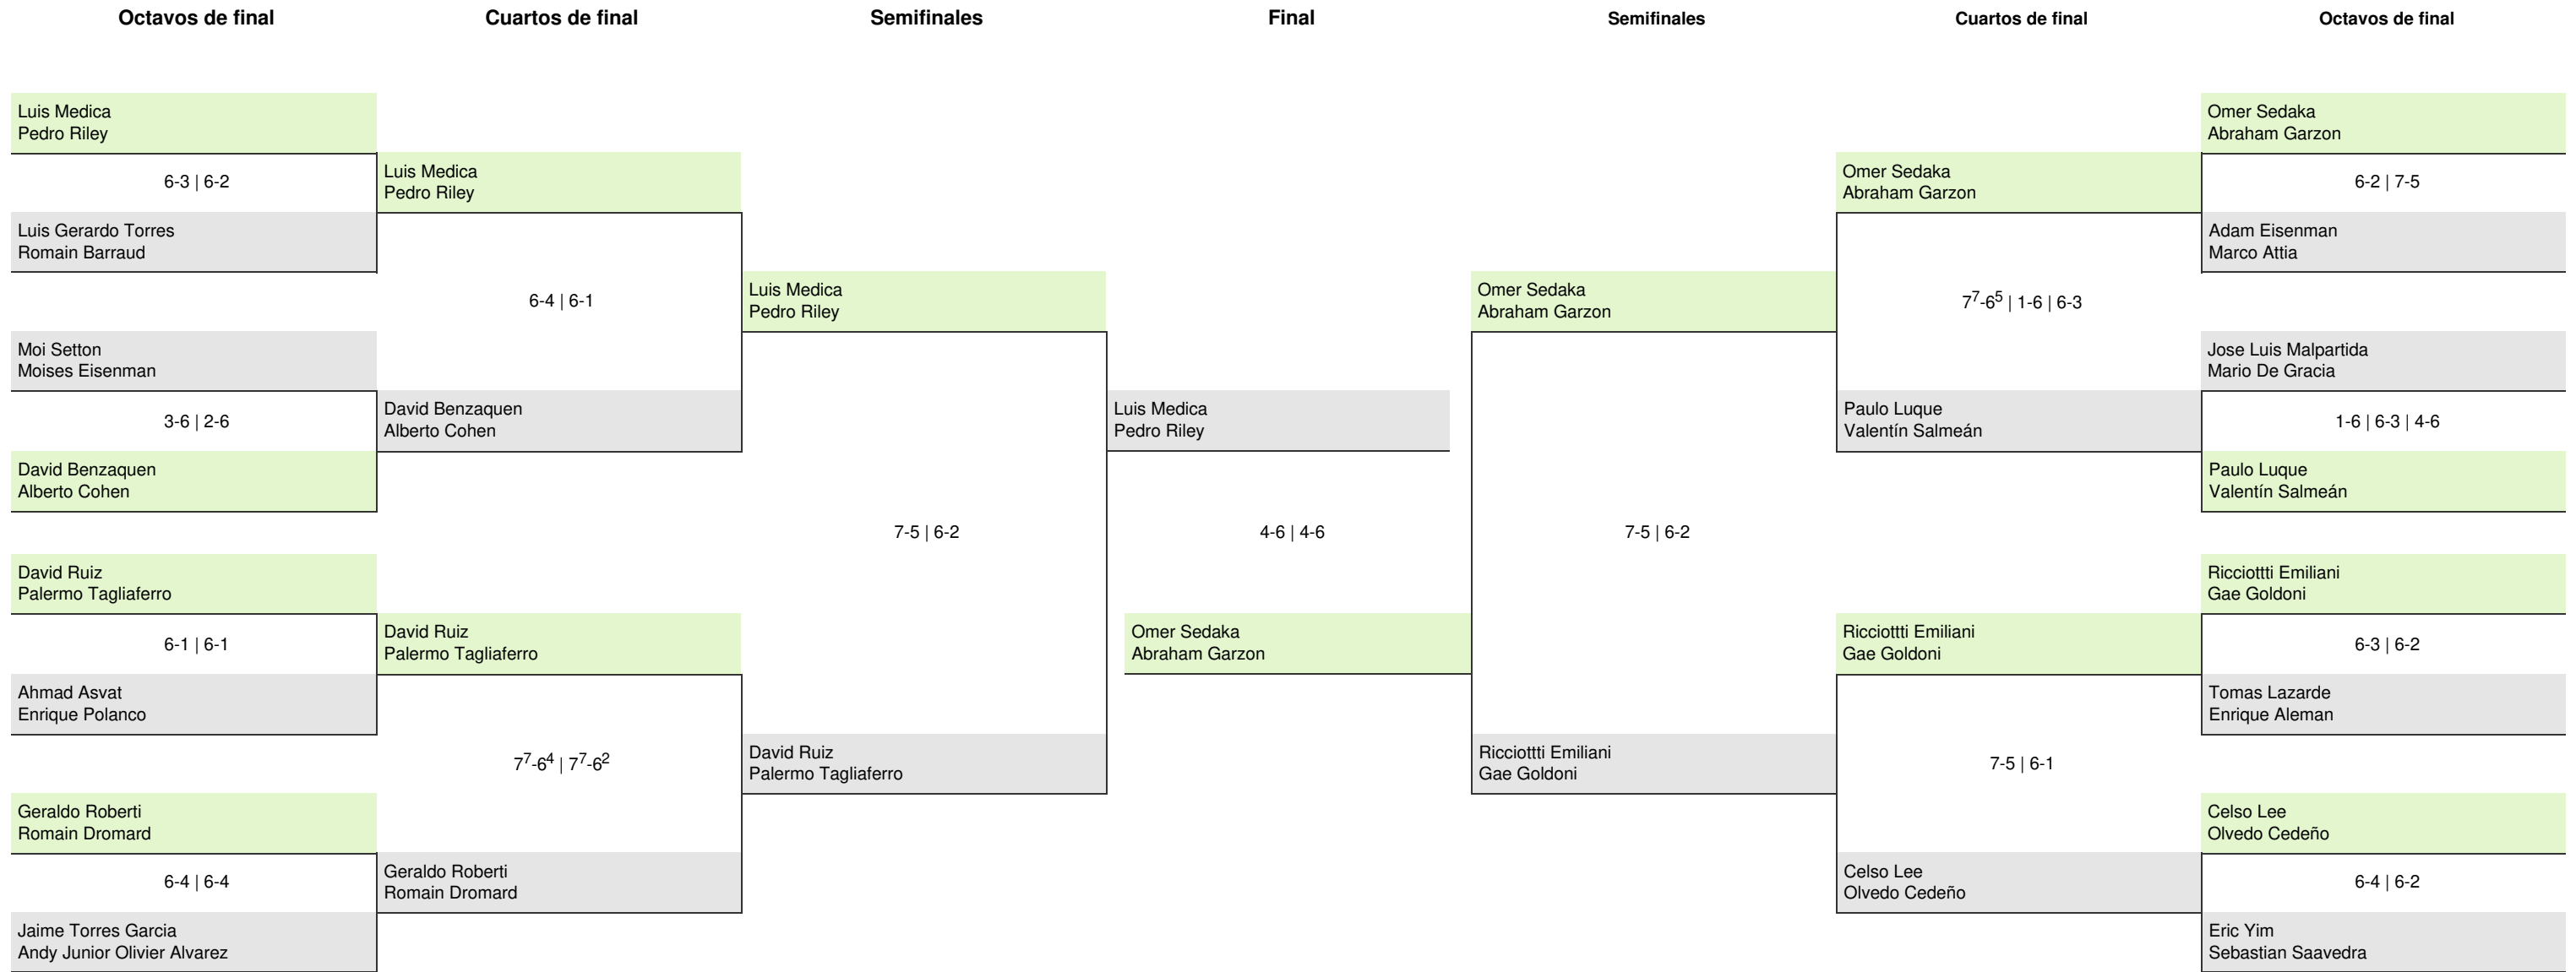 Octavos de final
Cuartos de final
Semifinales
Final
Semifinales
Cuartos de final
Octavos de final
Luis Medica
Pedro Riley
6-3 | 6-2
Luis Gerardo Torres
Romain Barraud
Moi Setton
Moises Eisenman
3-6 | 2-6
David Benzaquen
Alberto Cohen
David Ruiz
Palermo Tagliaferro
6-1 | 6-1
Ahmad Asvat
Enrique Polanco
Geraldo Roberti
Romain Dromard
6-4 | 6-4
Jaime Torres Garcia
Andy Junior Olivier Alvarez
Luis Medica
Pedro Riley
6-4 | 6-1
David Benzaquen
Alberto Cohen
David Ruiz
Palermo Tagliaferro
7⁷-6⁴ | 7⁷-6²
Geraldo Roberti
Romain Dromard
Luis Medica
Pedro Riley
7-5 | 6-2
David Ruiz
Palermo Tagliaferro
Luis Medica
Pedro Riley
4-6 | 4-6
Omer Sedaka
Abraham Garzon
Omer Sedaka
Abraham Garzon
7-5 | 6-2
Ricciottti Emiliani
Gae Goldoni
Omer Sedaka
Abraham Garzon
7⁷-6⁵ | 1-6 | 6-3
Paulo Luque
Valentín Salmeán
Ricciottti Emiliani
Gae Goldoni
7-5 | 6-1
Celso Lee
Olvedo Cedeño
Omer Sedaka
Abraham Garzon
6-2 | 7-5
Adam Eisenman
Marco Attia
Jose Luis Malpartida
Mario De Gracia
1-6 | 6-3 | 4-6
Paulo Luque
Valentín Salmeán
Ricciottti Emiliani
Gae Goldoni
6-3 | 6-2
Tomas Lazarde
Enrique Aleman
Celso Lee
Olvedo Cedeño
6-4 | 6-2
Eric Yim
Sebastian Saavedra